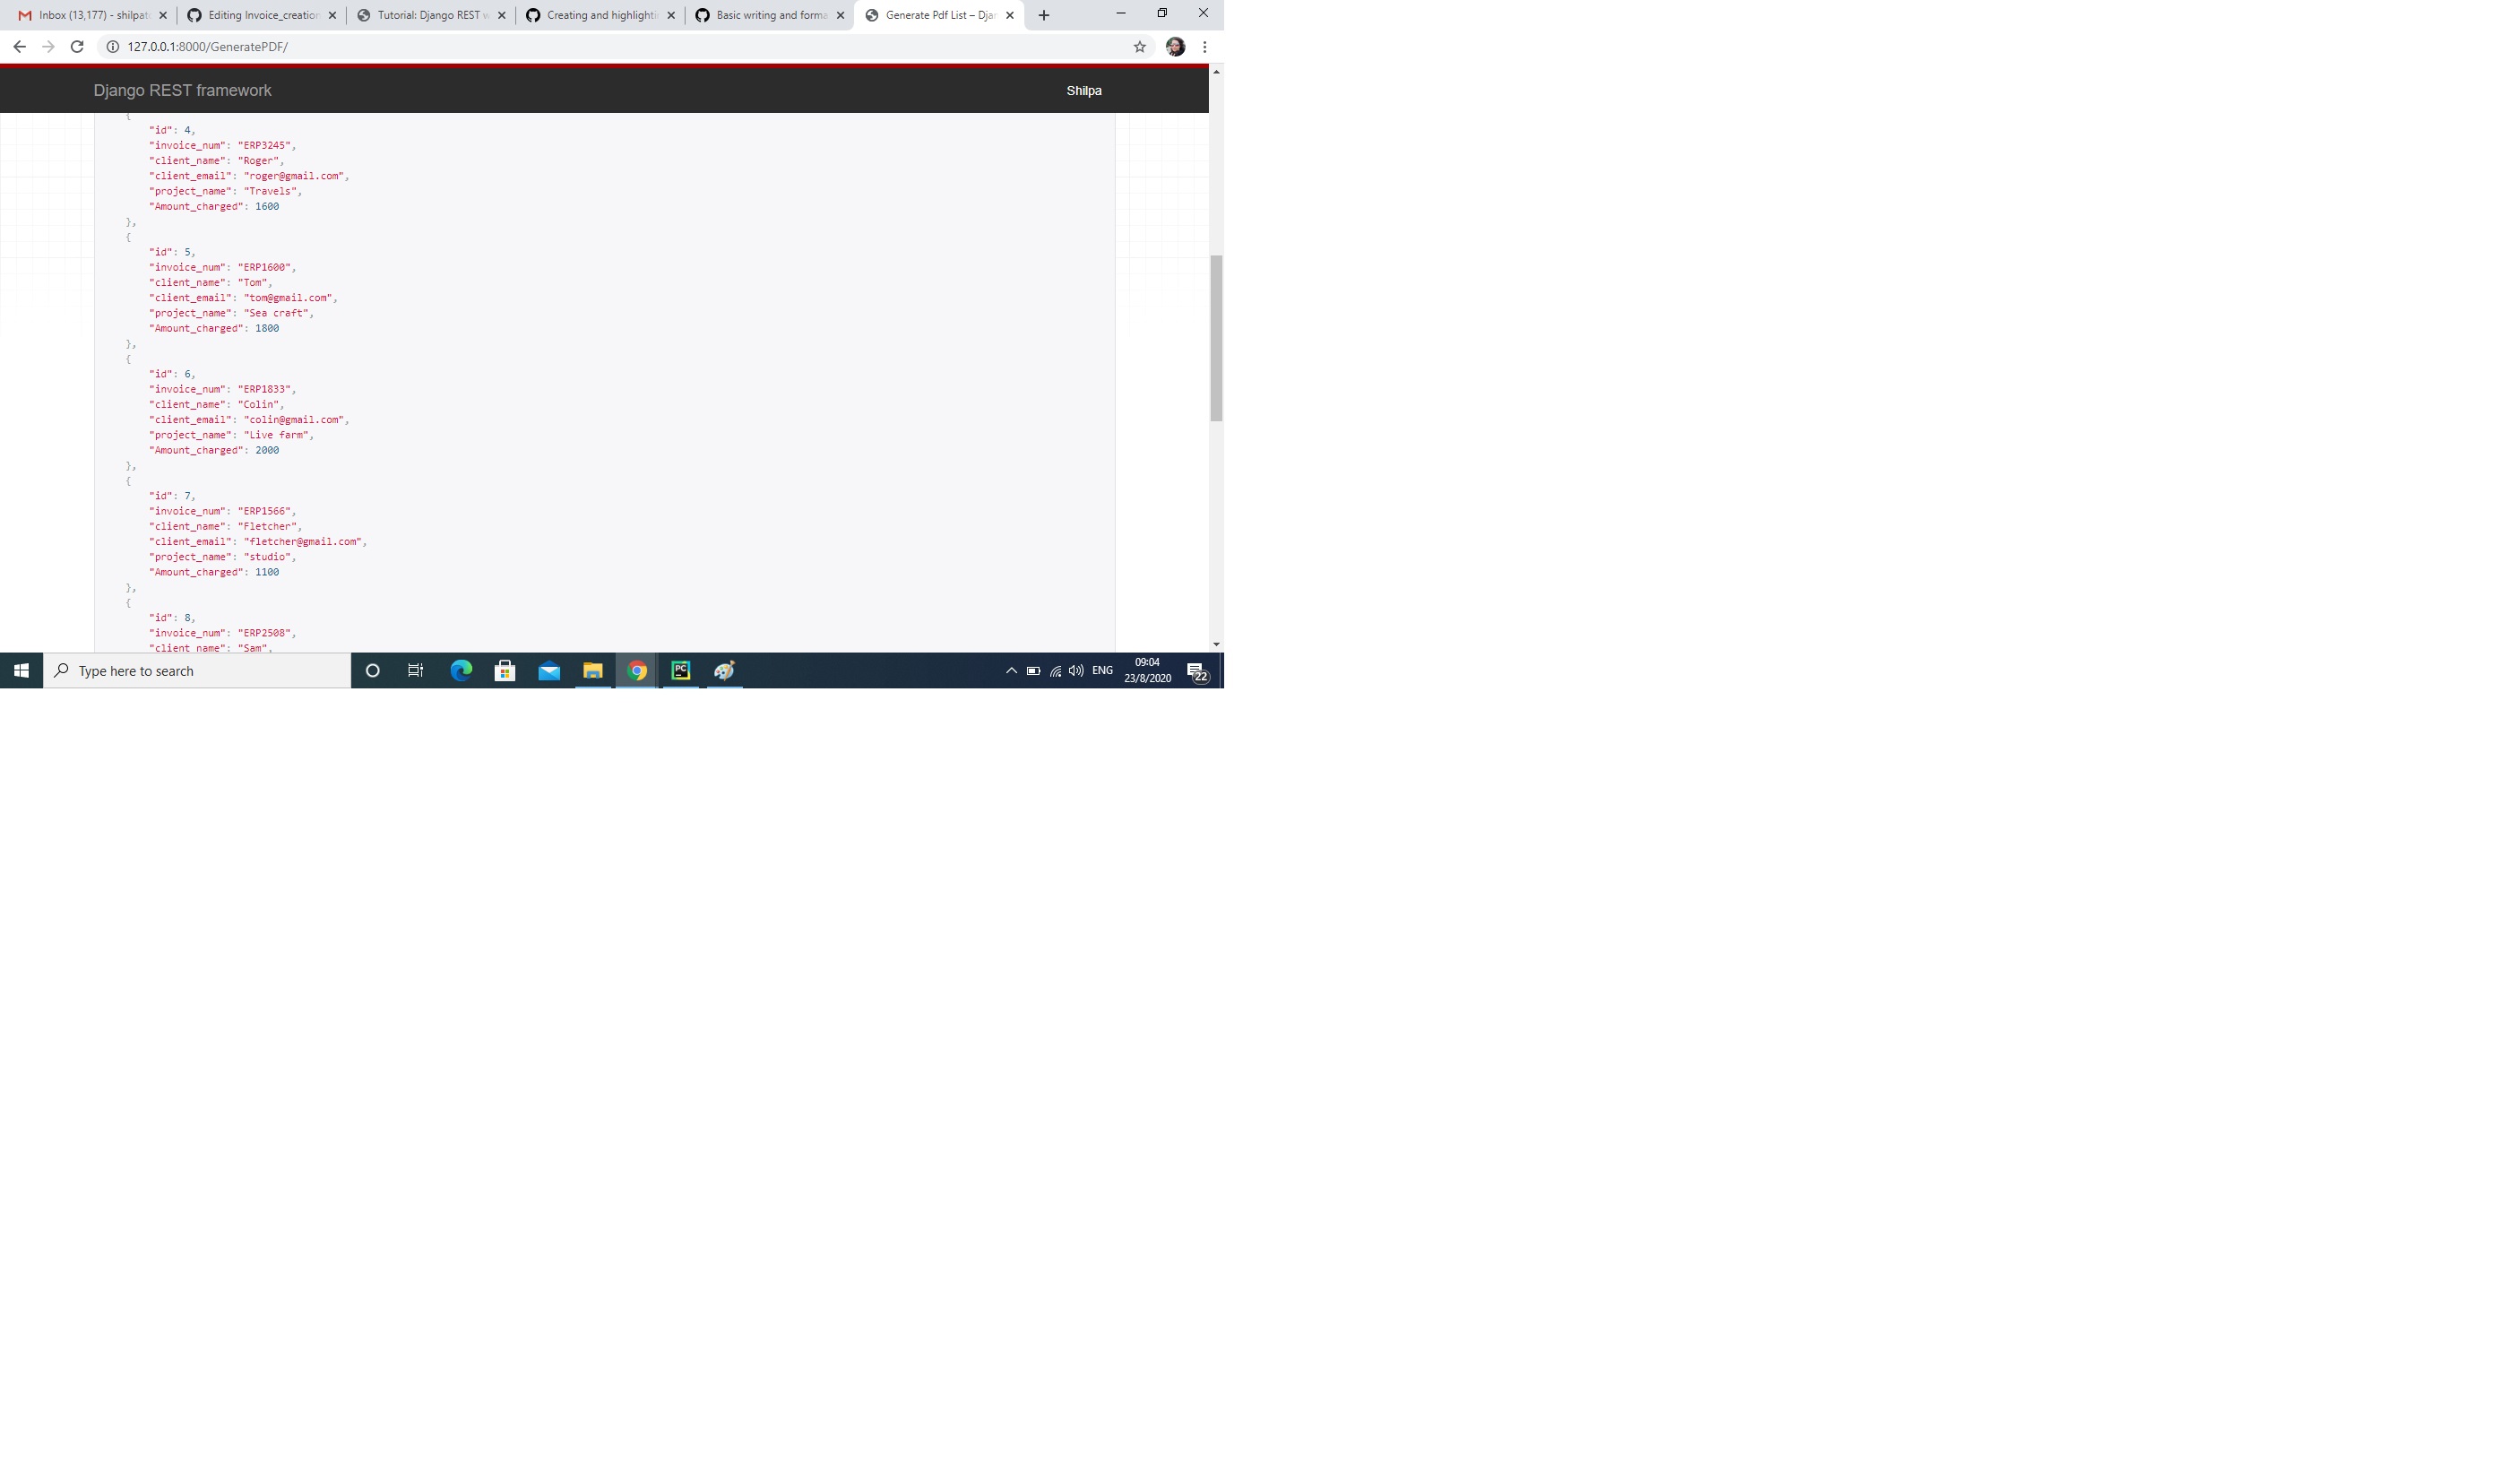 Inbox (13,177) - shilpat
Editing Invoice_creation
Tutorial: Django REST w
Creating and highlightin
Basic writing and forma
Generate Pdf List – Djan
127.0.0.1:8000/GeneratePDF/
Django REST framework
Shilpa
{
"id": 4,
"invoice_num": "ERP3245",
"client_name": "Roger",
"client_email": "roger@gmail.com",
"project_name": "Travels",
"Amount_charged": 1600
},
{
"id": 5,
"invoice_num": "ERP1600",
"client_name": "Tom",
"client_email": "tom@gmail.com",
"project_name": "Sea craft",
"Amount_charged": 1800
},
{
"id": 6,
"invoice_num": "ERP1833",
"client_name": "Colin",
"client_email": "colin@gmail.com",
"project_name": "Live farm",
"Amount_charged": 2000
},
{
"id": 7,
"invoice_num": "ERP1566",
"client_name": "Fletcher",
"client_email": "fletcher@gmail.com",
"project_name": "studio",
"Amount_charged": 1100
},
{
"id": 8,
"invoice_num": "ERP2508",
"client_name": "Sam",
Type here to search
PC
ENG
09:04
23/8/2020
22